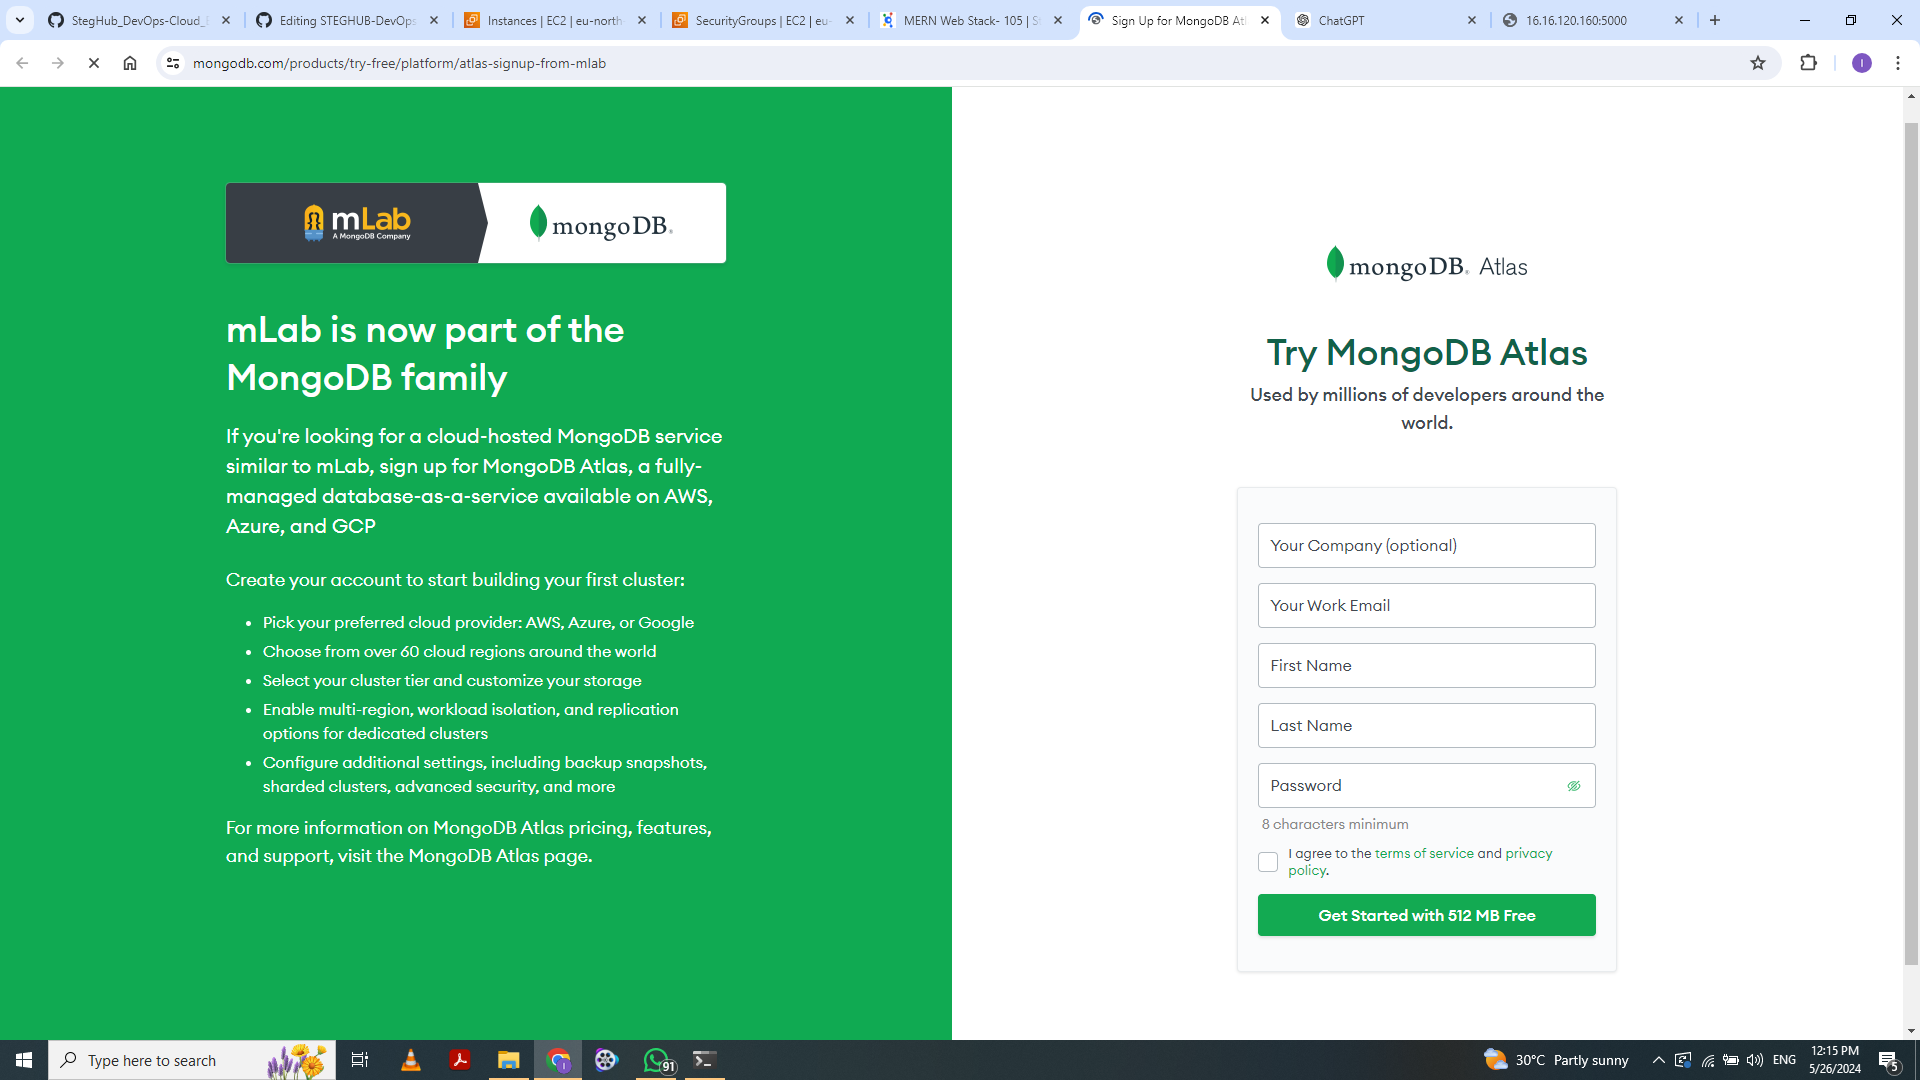 StegHub_DevOps-Cloud_
Editing STEGHUB-DevOps
Instances | EC2 | eu-north
SecurityGroups | EC2 | eu-
MERN Web Stack- 105 | S
Sign Up for MongoDB Atl
ChatGPT
16.16.120.160:5000
mongodb.com/products/try-free/platform/atlas-signup-from-mlab
I
mLab
A MongoDB Company
mongoDB®
mLab is now part of the
MongoDB family
If you're looking for a cloud-hosted MongoDB service
similar to mLab, sign up for MongoDB Atlas, a fully-
managed database-as-a-service available on AWS,
Azure, and GCP
Create your account to start building your first cluster:
• Pick your preferred cloud provider: AWS, Azure, or Google
• Choose from over 60 cloud regions around the world
• Select your cluster tier and customize your storage
• Enable multi-region, workload isolation, and replication
options for dedicated clusters
• Configure additional settings, including backup snapshots,
sharded clusters, advanced security, and more
For more information on MongoDB Atlas pricing, features,
and support, visit the MongoDB Atlas page.
mongoDB® Atlas
Try MongoDB Atlas
Used by millions of developers around the
world.
Your Company (optional)
Your Work Email
First Name
Last Name
Password
8 characters minimum
I agree to the terms of service and privacy
policy.
Get Started with 512 MB Free
Type here to search
91
30°C Partly sunny
ENG
12:15 PM
5/26/2024
5